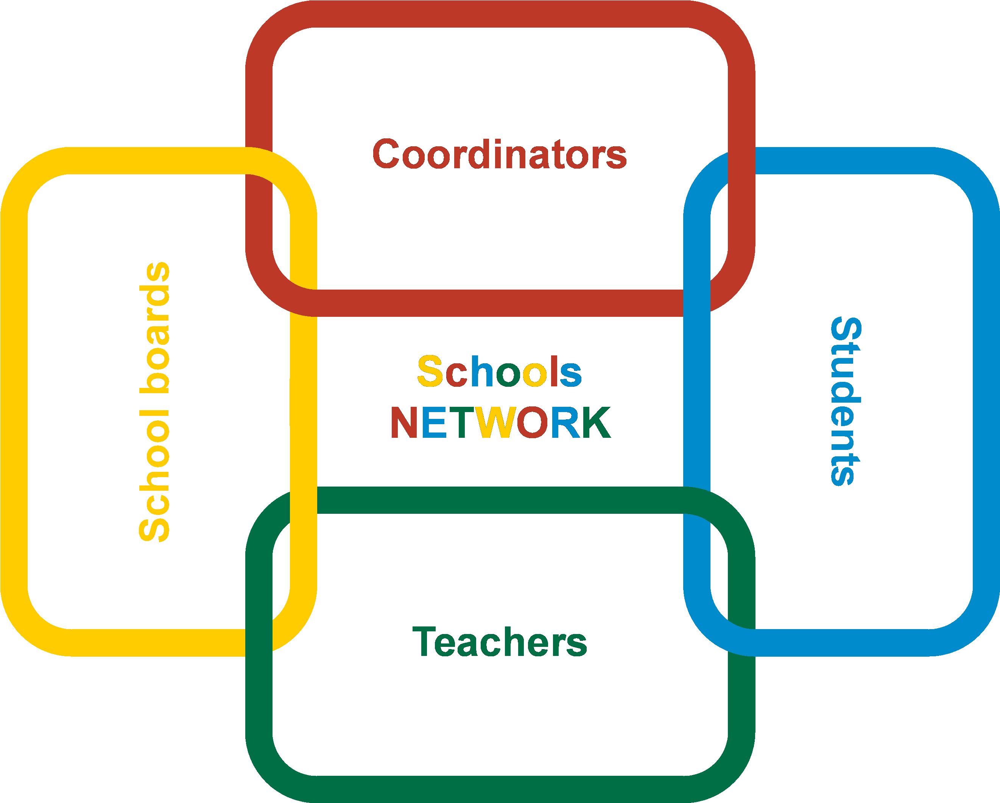 Coordinators
School boards
Schools
NETWORK
Students
Teachers